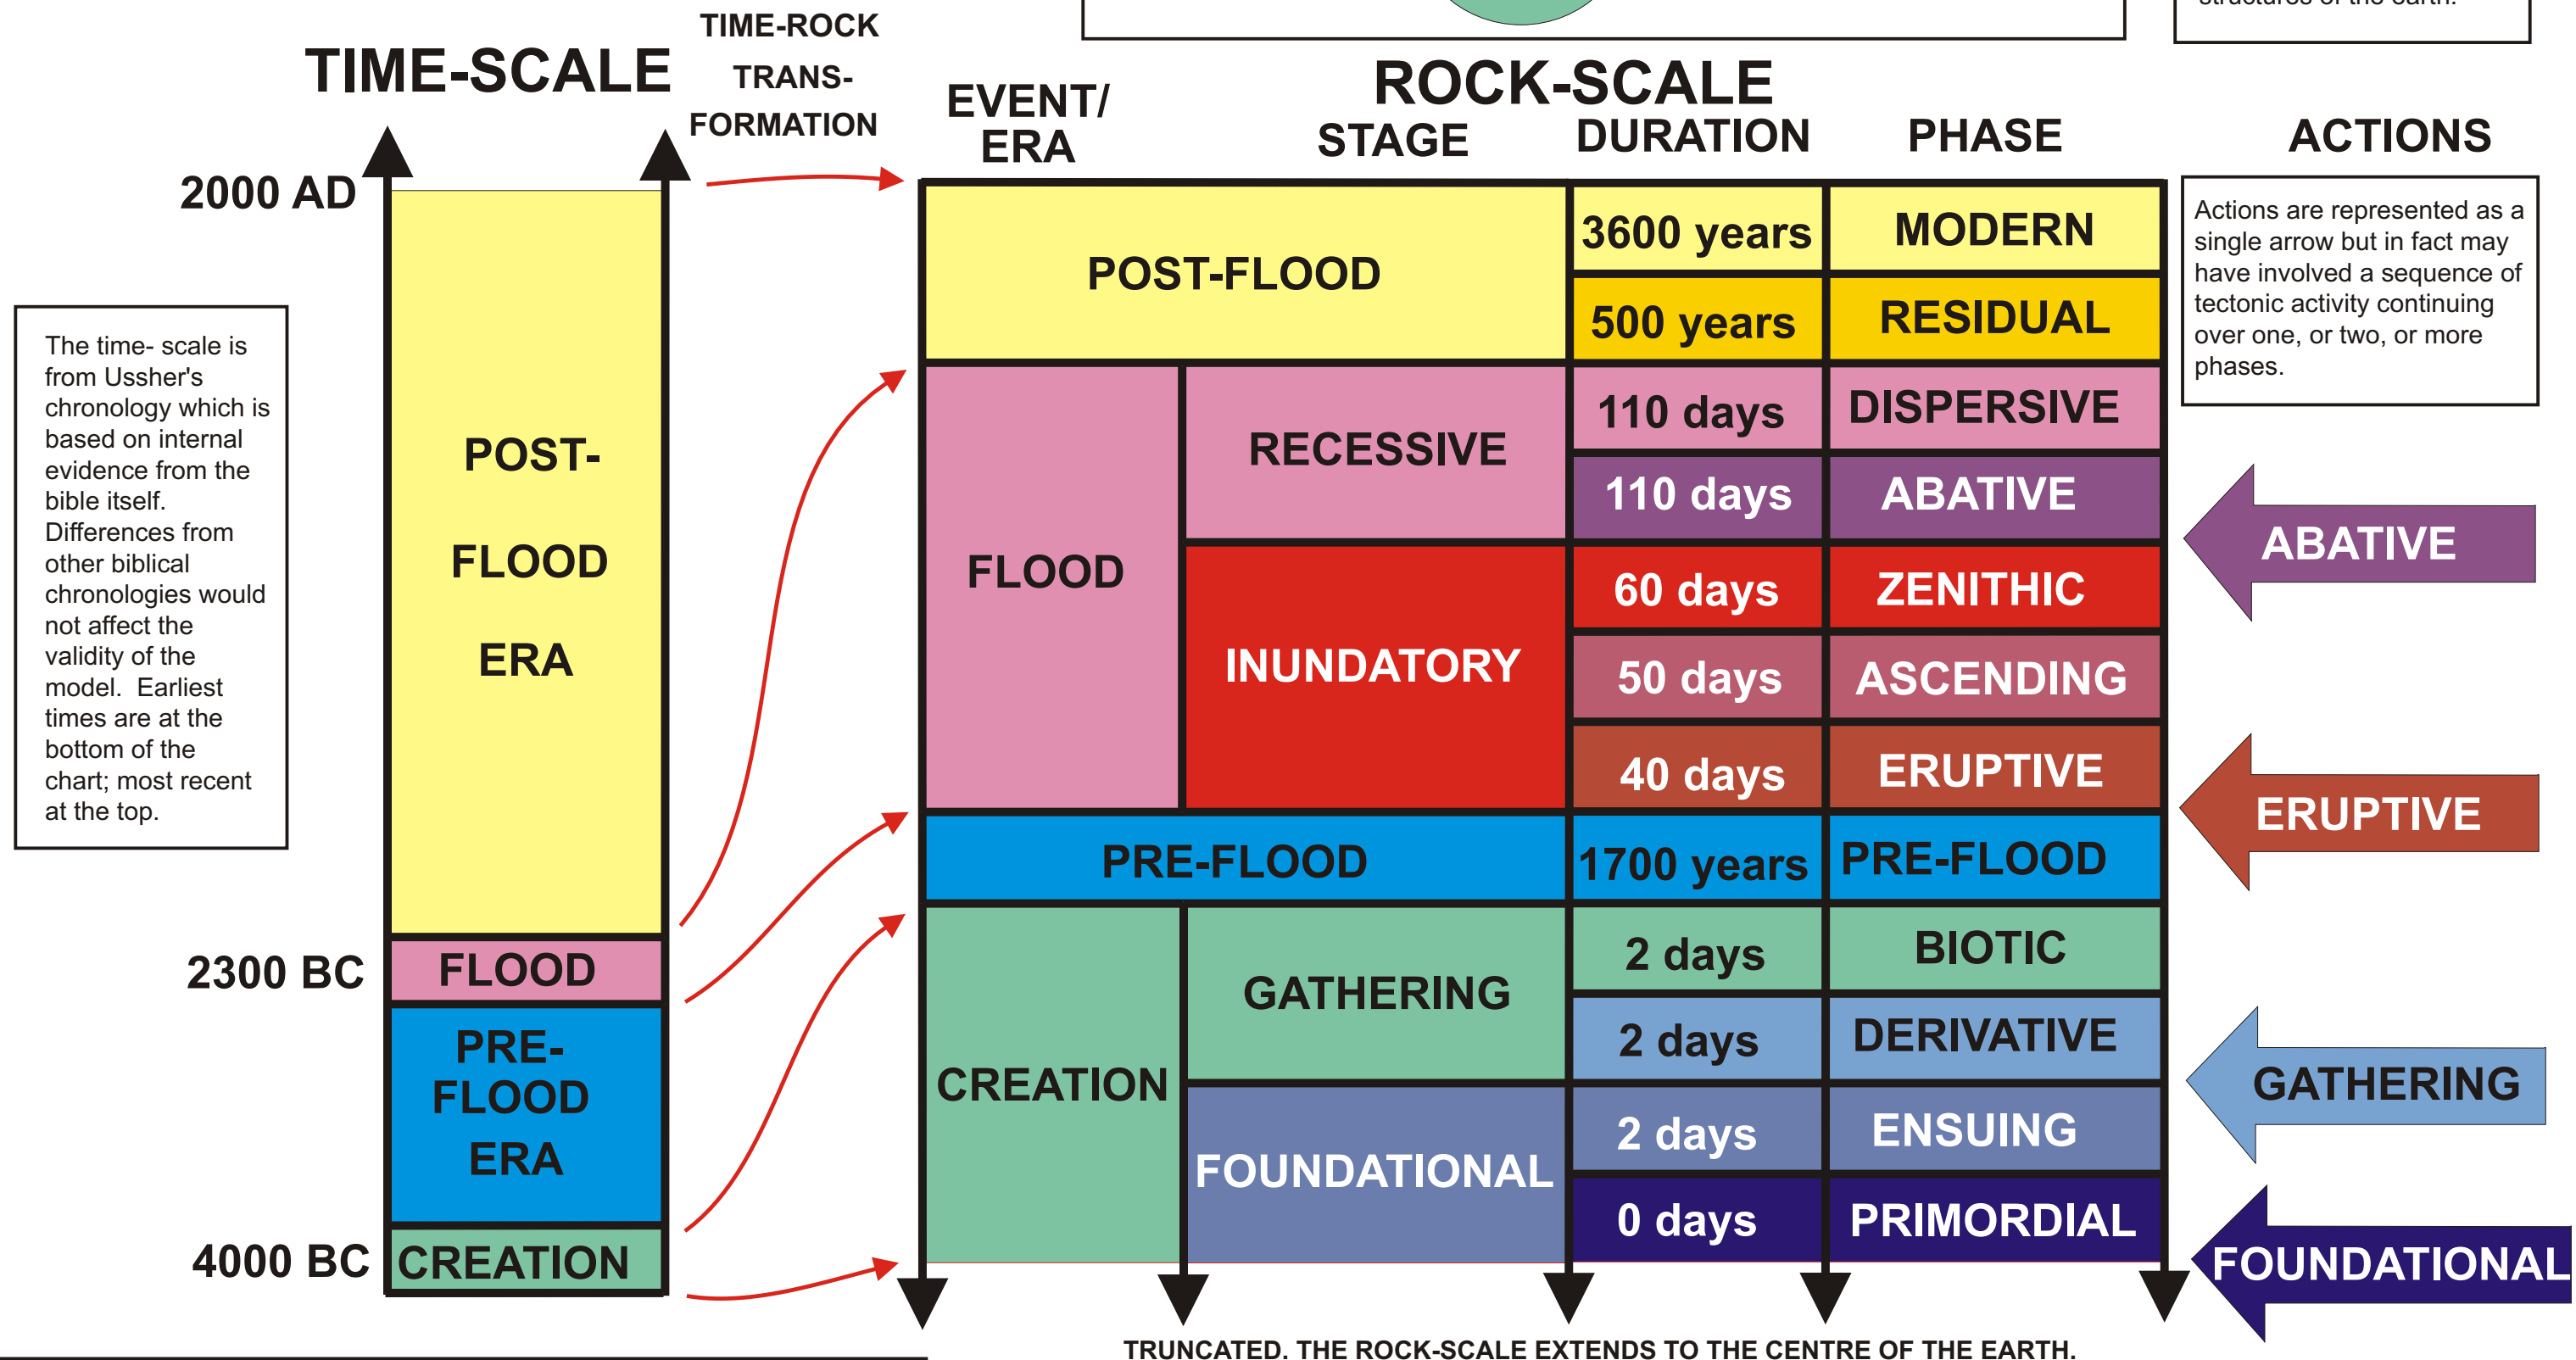 structures of the earth.
TIME-SCALE
TIME-ROCK
TRANS-
FORMATION
ROCK-SCALE
EVENT/
ERA
STAGE
DURATION
PHASE
ACTIONS
2000 AD
2300 BC
4000 BC
The time- scale is
from Ussher's
chronology which is
based on internal
evidence from the
bible itself.
Differences from
other biblical
chronologies would
not affect the
validity of the
model. Earliest
times are at the
bottom of the
chart; most recent
at the top.
POST-
FLOOD
ERA
FLOOD
PRE-
FLOOD
ERA
CREATION
POST-FLOOD
3600 years
MODERN
500 years
RESIDUAL
FLOOD
RECESSIVE
110 days
DISPERSIVE
110 days
ABATIVE
INUNDATORY
60 days
ZENITHIC
50 days
ASCENDING
40 days
ERUPTIVE
PRE-FLOOD
1700 years
PRE-FLOOD
CREATION
GATHERING
2 days
BIOTIC
2 days
DERIVATIVE
FOUNDATIONAL
2 days
ENSUING
0 days
PRIMORDIAL
Actions are represented as a
single arrow but in fact may
have involved a sequence of
tectonic activity continuing
over one, or two, or more
phases.
ABATIVE
ERUPTIVE
GATHERING
FOUNDATIONAL
TRUNCATED. THE ROCK-SCALE EXTENDS TO THE CENTRE OF THE EARTH.